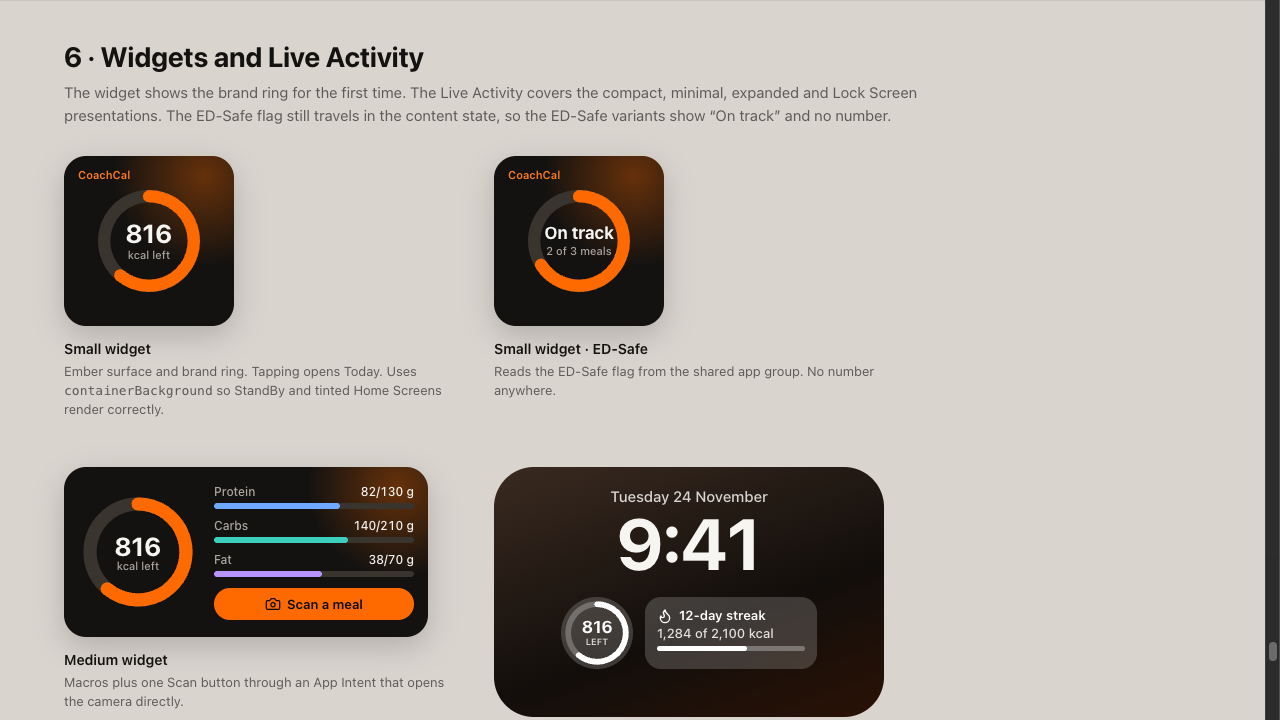 6 · Widgets and Live Activity
The widget shows the brand ring for the first time. The Live Activity covers the compact, minimal, expanded and Lock Screen
presentations. The ED-Safe flag still travels in the content state, so the ED-Safe variants show “On track” and no number.
CoachCal
816
kcal left
Small widget
Ember surface and brand ring. Tapping opens Today. Uses
containerBackground so StandBy and tinted Home Screens
render correctly.
CoachCal
On track
2 of 3 meals
Small widget · ED-Safe
Reads the ED-Safe flag from the shared app group. No number
anywhere.
816
kcal left
Protein 82/130 g
Carbs 140/210 g
Fat 38/70 g
Scan a meal
Medium widget
Macros plus one Scan button through an App Intent that opens
the camera directly.
Tuesday 24 November
9:41
816
LEFT
12-day streak
1,284 of 2,100 kcal